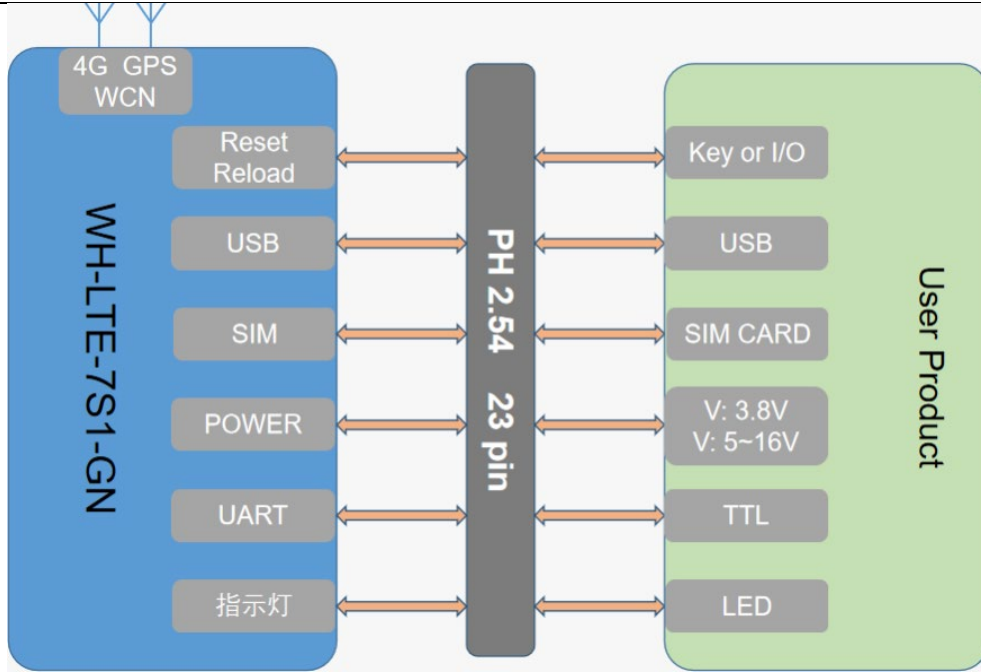 4G GPS
WCN
WH-LTE-7S1-GN
Reset
Reload
USB
SIM
POWER
UART
指示灯
PH 2.54 23 pin
Key or I/O
USB
SIM CARD
V: 3.8V
V: 5~16V
TTL
LED
User Product